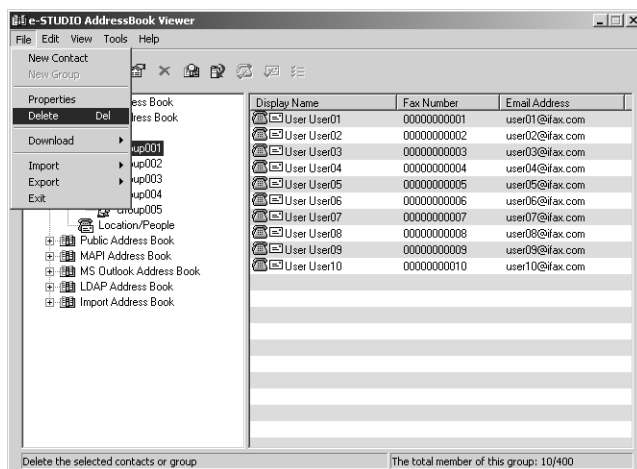 e-STUDIO AddressBook Viewer
File Edit View Tools Help
New Contact
New Group
Properties
Delete Del
Download
Import
Export
Exit
ess Book
dress Book
oup001
oup002
oup003
oup004
Group005
Location/People
Public Address Book
MAPI Address Book
MS Outlook Address Book
LDAP Address Book
Import Address Book
Display Name Fax Number Email Address
User User01 00000000001 user01@ifax.com
User User02 00000000002 user02@ifax.com
User User03 00000000003 user03@ifax.com
User User04 00000000004 user04@ifax.com
User User05 00000000005 user05@ifax.com
User User06 00000000006 user06@ifax.com
User User07 00000000007 user07@ifax.com
User User08 00000000008 user08@ifax.com
User User09 00000000009 user09@ifax.com
User User10 00000000010 user10@ifax.com
Delete the selected contacts or group The total member of this group: 10/400